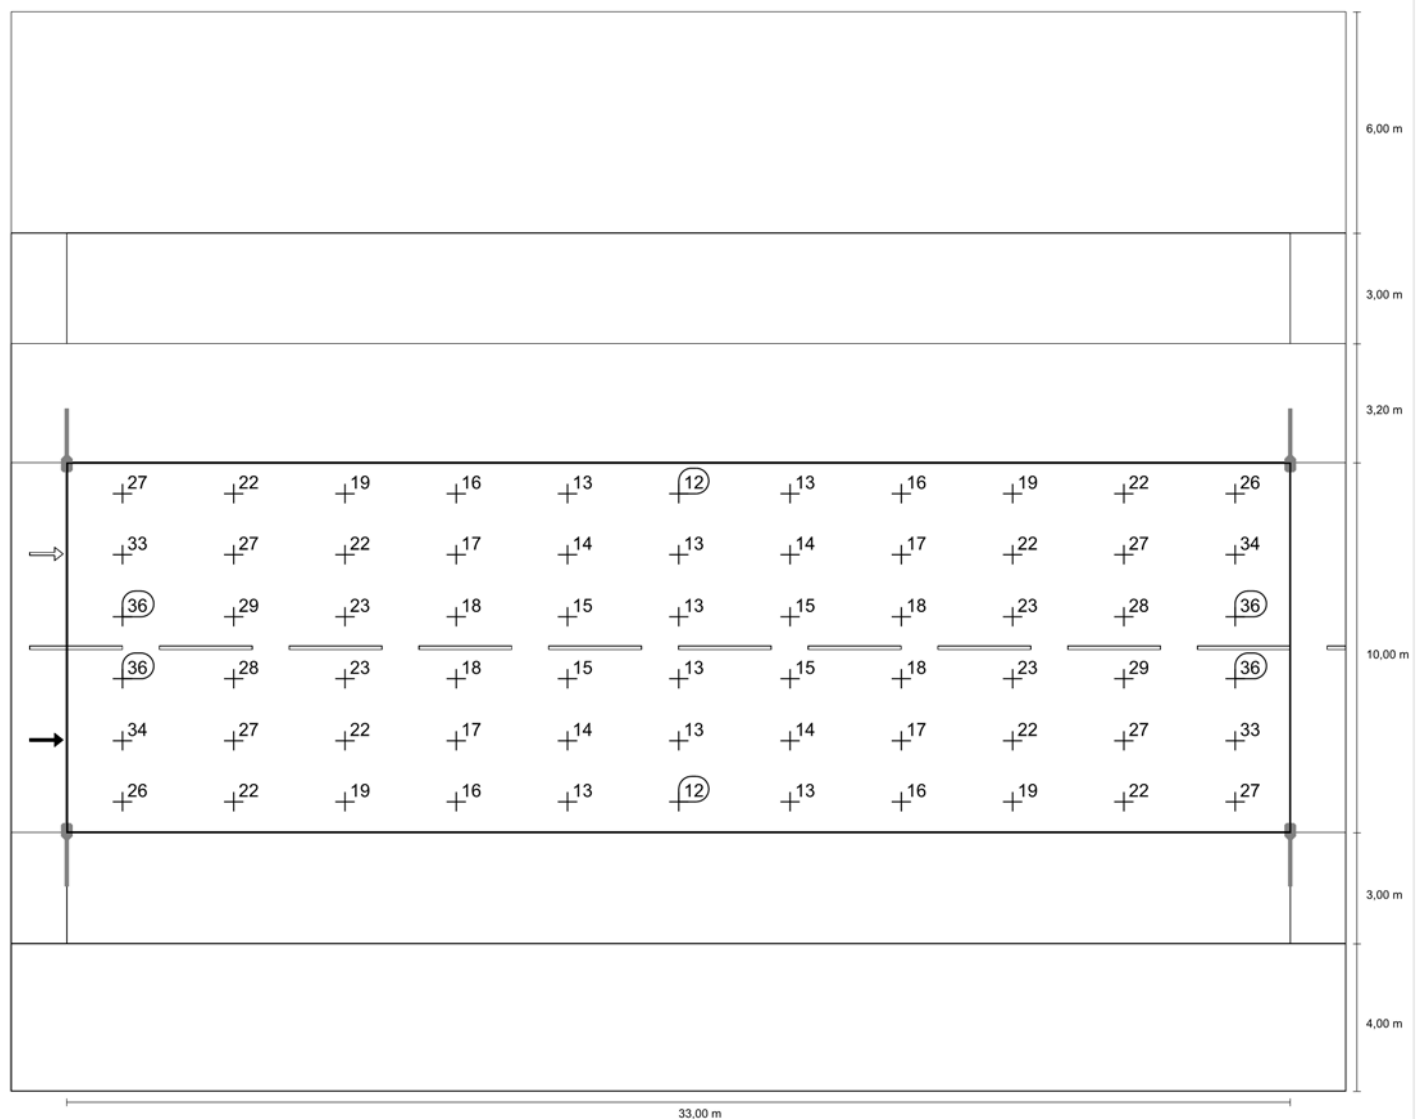 6,00 m
3,00 m
3,20 m
27 22 19 16 13 12 13 16 19 22 26
33 27 22 17 14 13 14 17 22 27 34
36 29 23 18 15 13 15 18 23 28 36
10,00 m
36 28 23 18 15 13 15 18 23 29 36
34 27 22 17 14 13 14 17 22 27 33
26 22 19 16 13 12 13 16 19 22 27
3,00 m
4,00 m
33,00 m